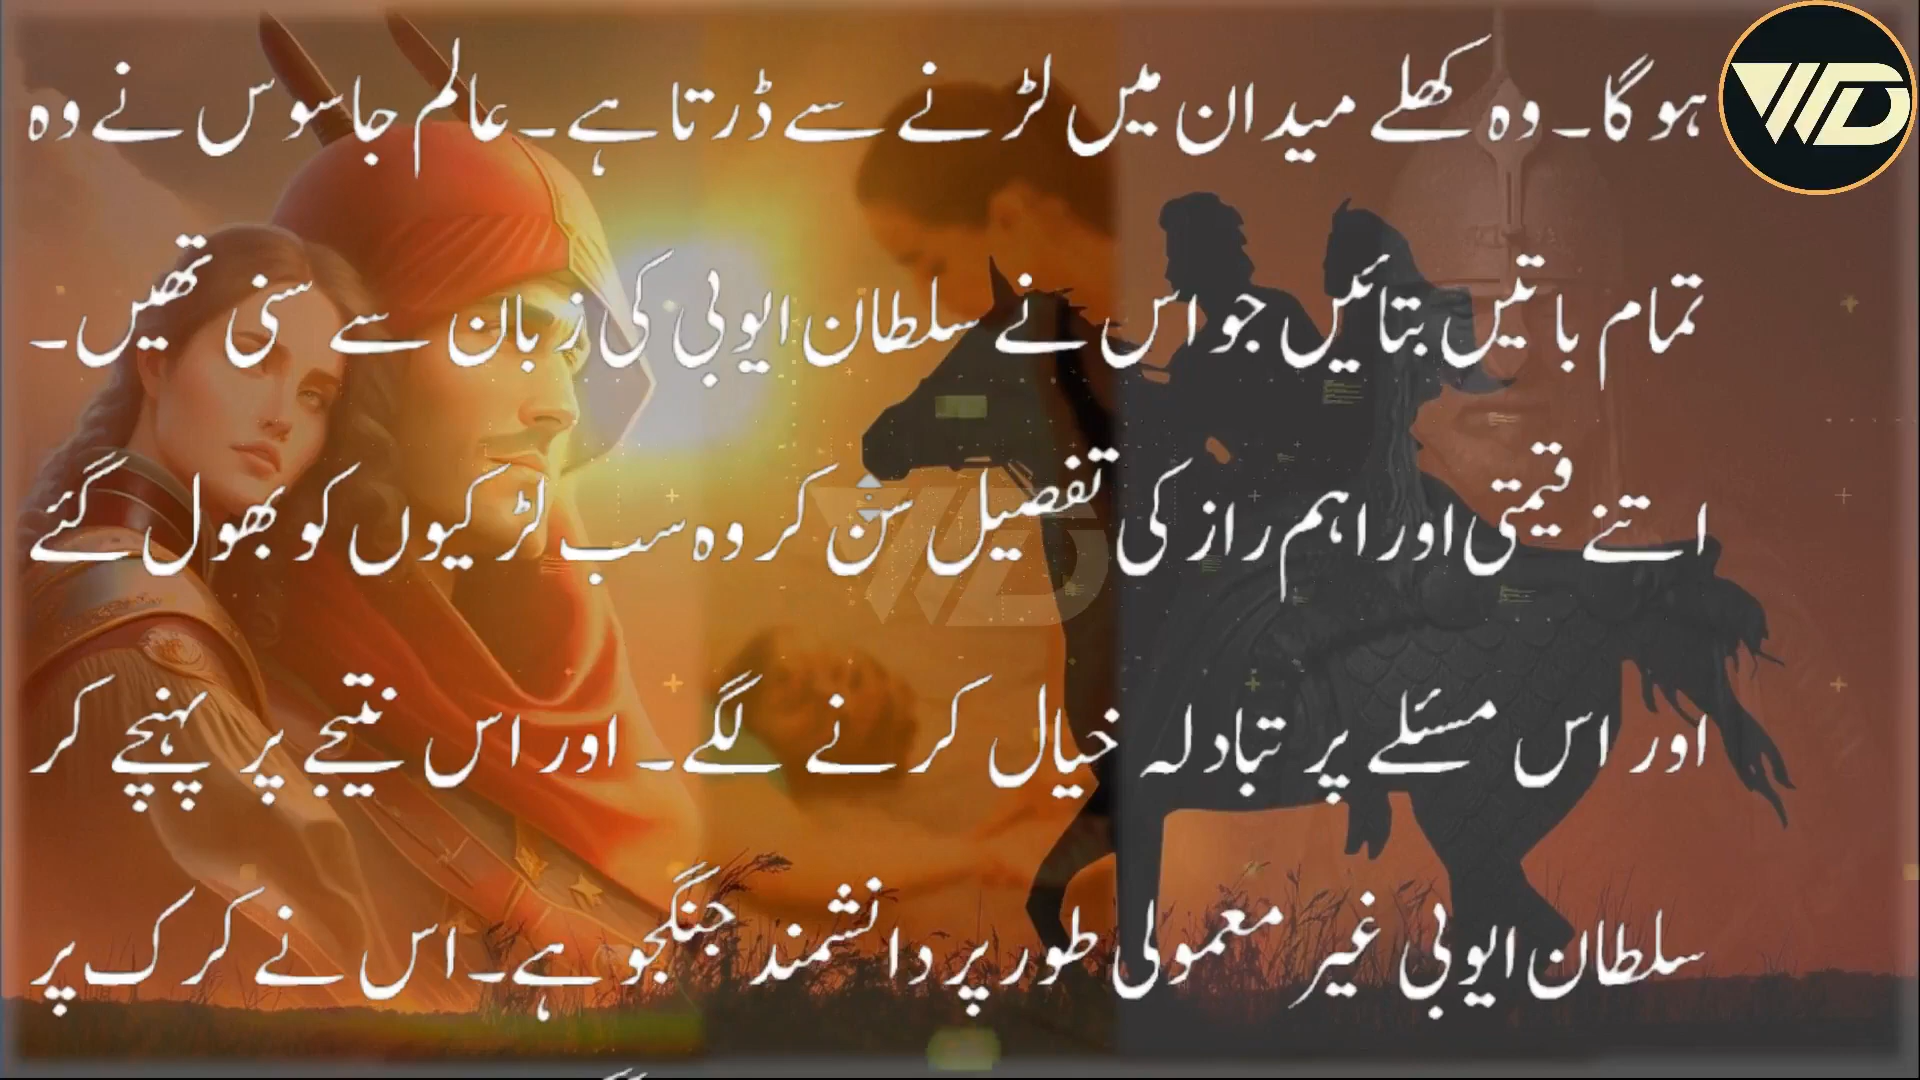 WD
ہوگا۔ وہ کھلے میدان میں لڑنے سے ڈرتا ہے۔ عالم جاسوس نے وہ
تمام باتیں بتائیں جو اس نے سلطان ایوبی کی زبان سے سنی تھیں۔
اتنے قیمتی اور اہم راز کی تفصیل سن کر وہ سب لڑکیوں کو بھول گئے
اور اس مسئلے پر تبادلہ خیال کرنے لگے۔ اور اس نتیجے پر پہنچے کر
سلطان ایوبی غیر معمولی طور پر دانشمند جنگجو ہے۔ اس نے کرک پر
WD